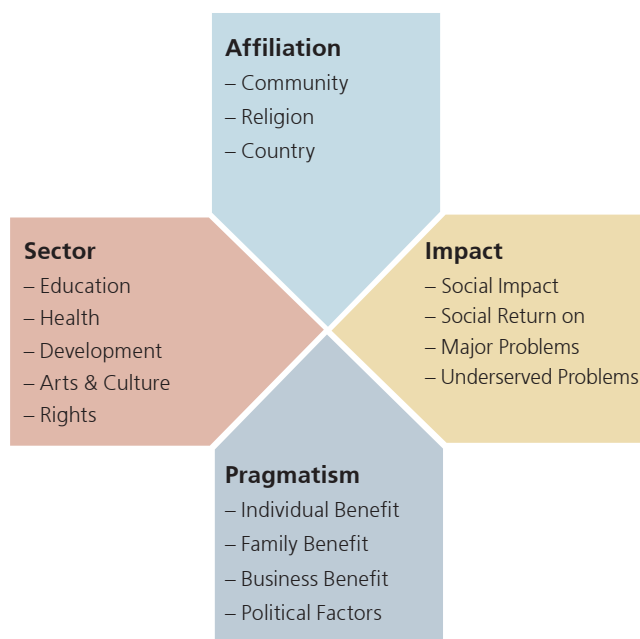 Affiliation
– Community
– Religion
– Country
Sector
– Education
– Health
– Development
– Arts & Culture
– Rights
Impact
– Social Impact
– Social Return on
– Major Problems
– Underserved Problems
Pragmatism
– Individual Benefit
– Family Benefit
– Business Benefit
– Political Factors